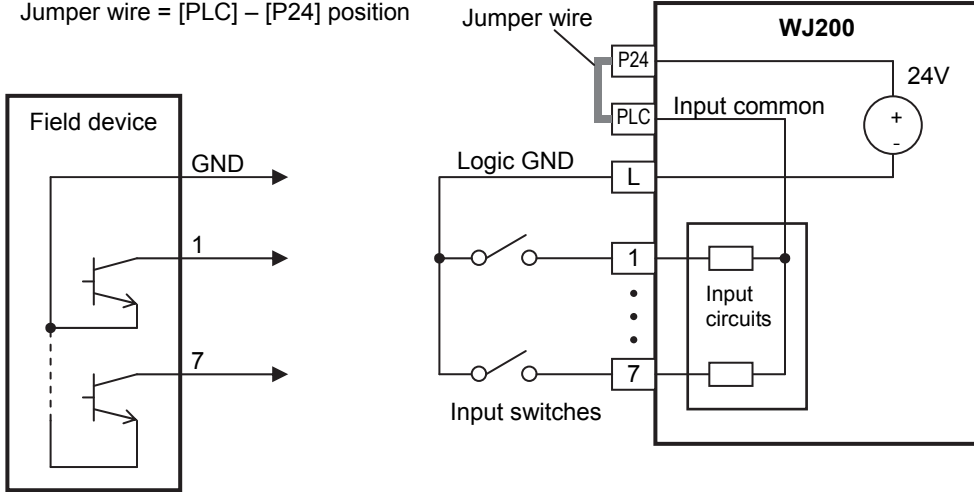 Jumper wire = [PLC] – [P24] position
Field device
GND
1
7
Jumper wire
WJ200
P24
24V
PLC
Input common
+
-
Logic GND
L
1
Input
circuits
7
Input switches